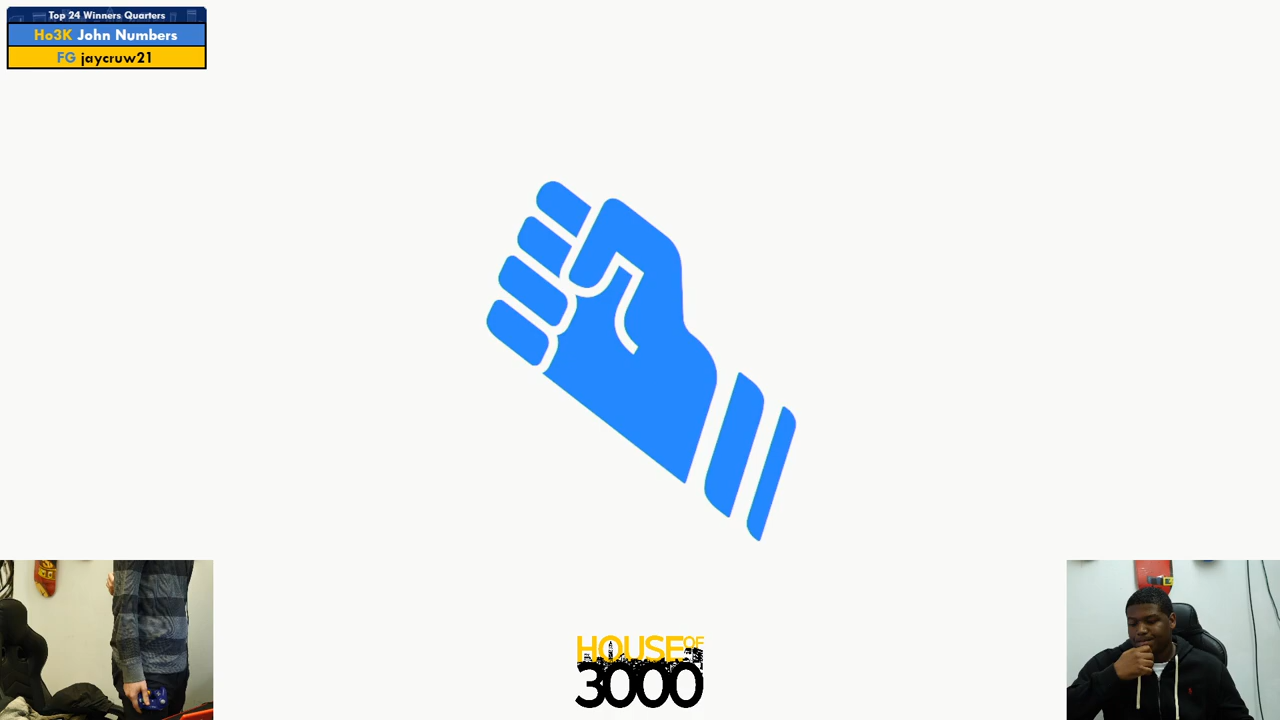 Top 24 Winners Quarters
Ho3K John Numbers
FG jaycruw21
HOUSE OF
3000